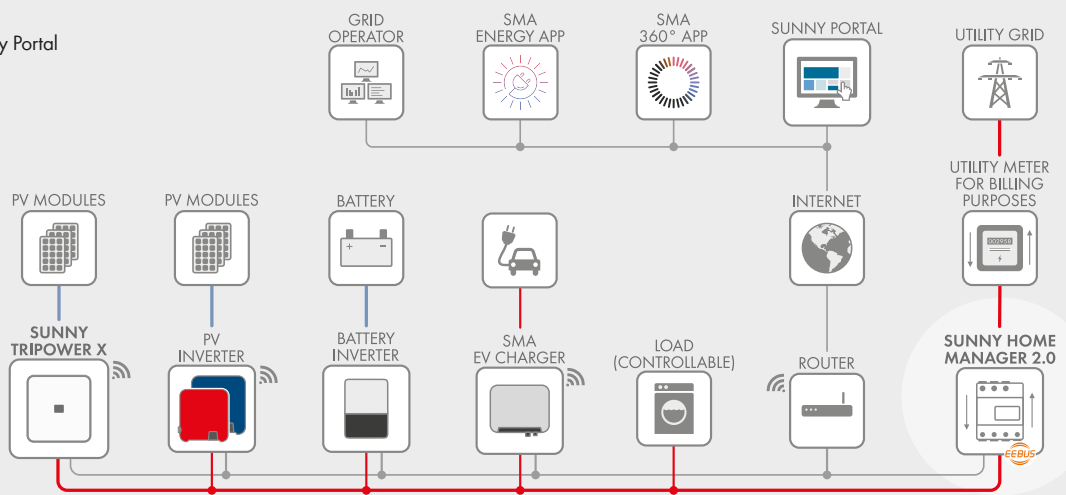 y Portal
GRID
OPERATOR
SMA
ENERGY APP
SMA
360° APP
SUNNY PORTAL
UTILITY GRID
PV MODULES
PV MODULES
BATTERY
INTERNET
UTILITY METER
FOR BILLING
PURPOSES
002958
+ −
SUNNY
TRIPOWER X
PV
INVERTER
BATTERY
INVERTER
SMA
EV CHARGER
LOAD
(CONTROLLABLE)
ROUTER
SUNNY HOME
MANAGER 2.0
EEBUS